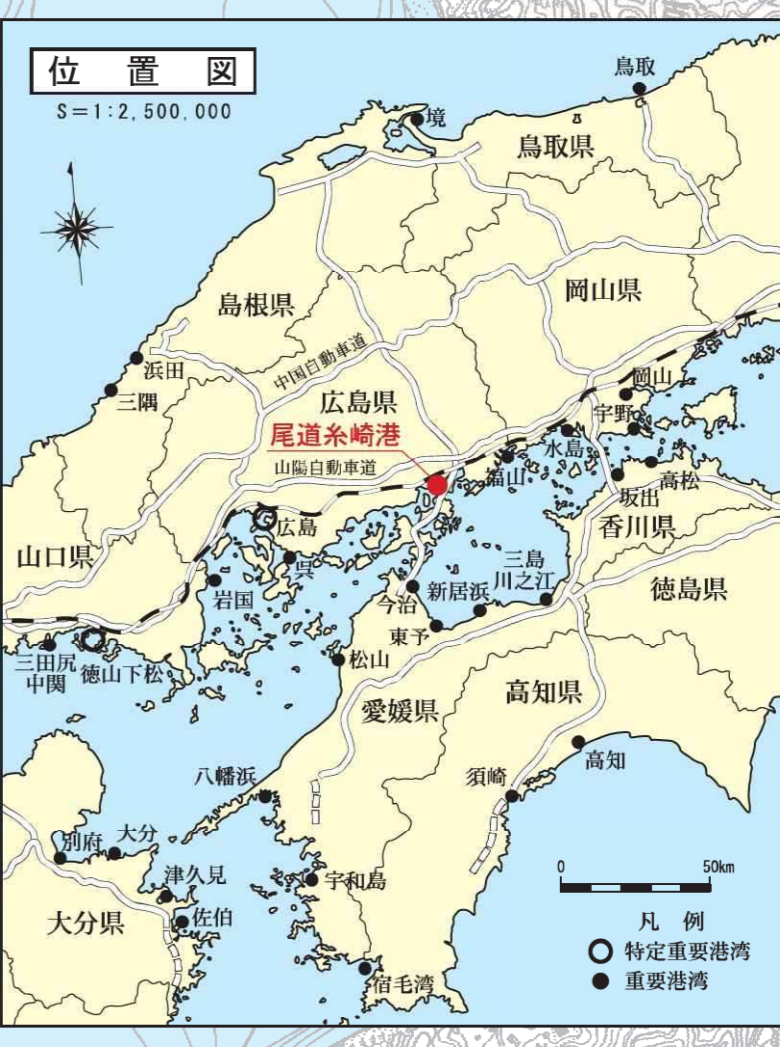 位置図
S=1:2,500,000
鳥取
境
鳥取県
島根県
岡山県
浜田
三隅
中国自動車道
広島県
岡山
宇野
尾道糸崎港
水島
山陽自動車道
福山
高松
坂出
広島
香川県
山口県
呉
三島
川之江
岩国
今治
新居浜
徳島県
東予
三田尻
中関
徳山下松
松山
愛媛県
高知県
高知
八幡浜
須崎
別府
大分
津久見
宇和島
大分県
佐伯
宿毛湾
0
50km
凡例
特定重要港湾
重要港湾